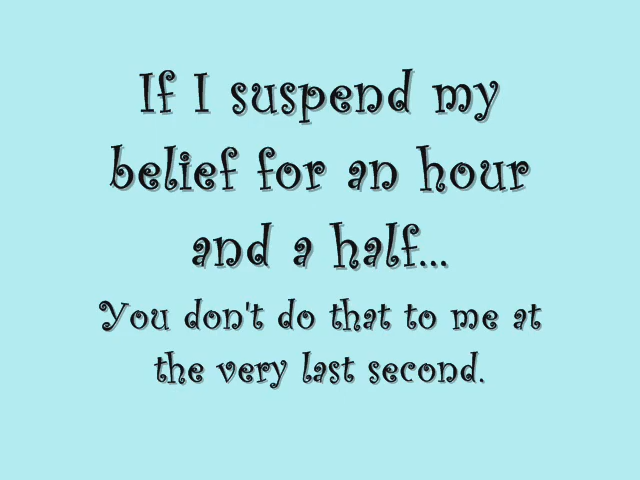 If I suspend my
belief for an hour
and a half...
You don't do that to me at
the very last second.